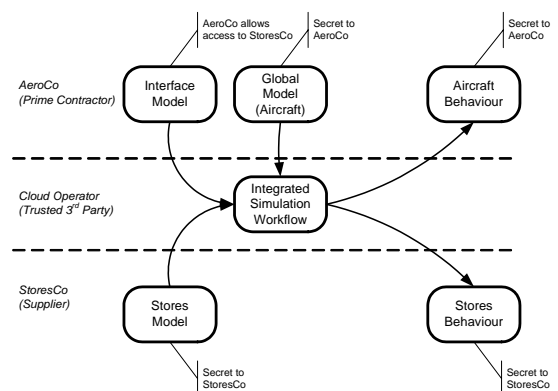 AeroCo allows
access to StoresCo
Secret to
AeroCo
Secret to
AeroCo
AeroCo
(Prime Contractor)
Interface
Model
Global
Model
(Aircraft)
Aircraft
Behaviour
Cloud Operator
(Trusted 3rd Party)
Integrated
Simulation
Workflow
StoresCo
(Supplier)
Stores
Model
Stores
Behaviour
Secret to
StoresCo
Secret to
StoresCo